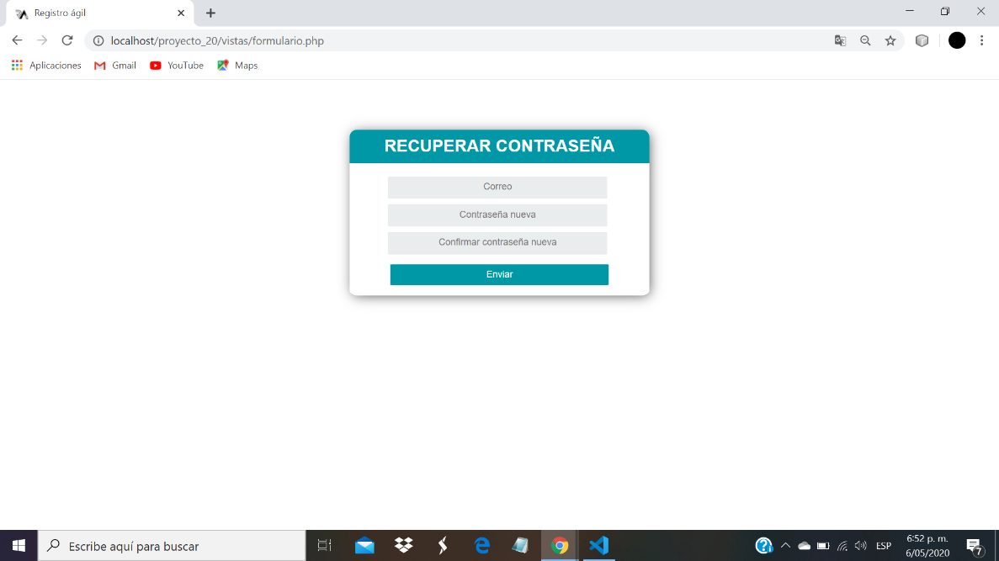 Registro ágil
localhost/proyecto_20/vistas/formulario.php
Aplicaciones Gmail YouTube Maps
RECUPERAR CONTRASEÑA
Correo
Contraseña nueva
Confirmar contraseña nueva
Enviar
Escribe aquí para buscar
ESP
6:52 p. m.
6/05/2020
7